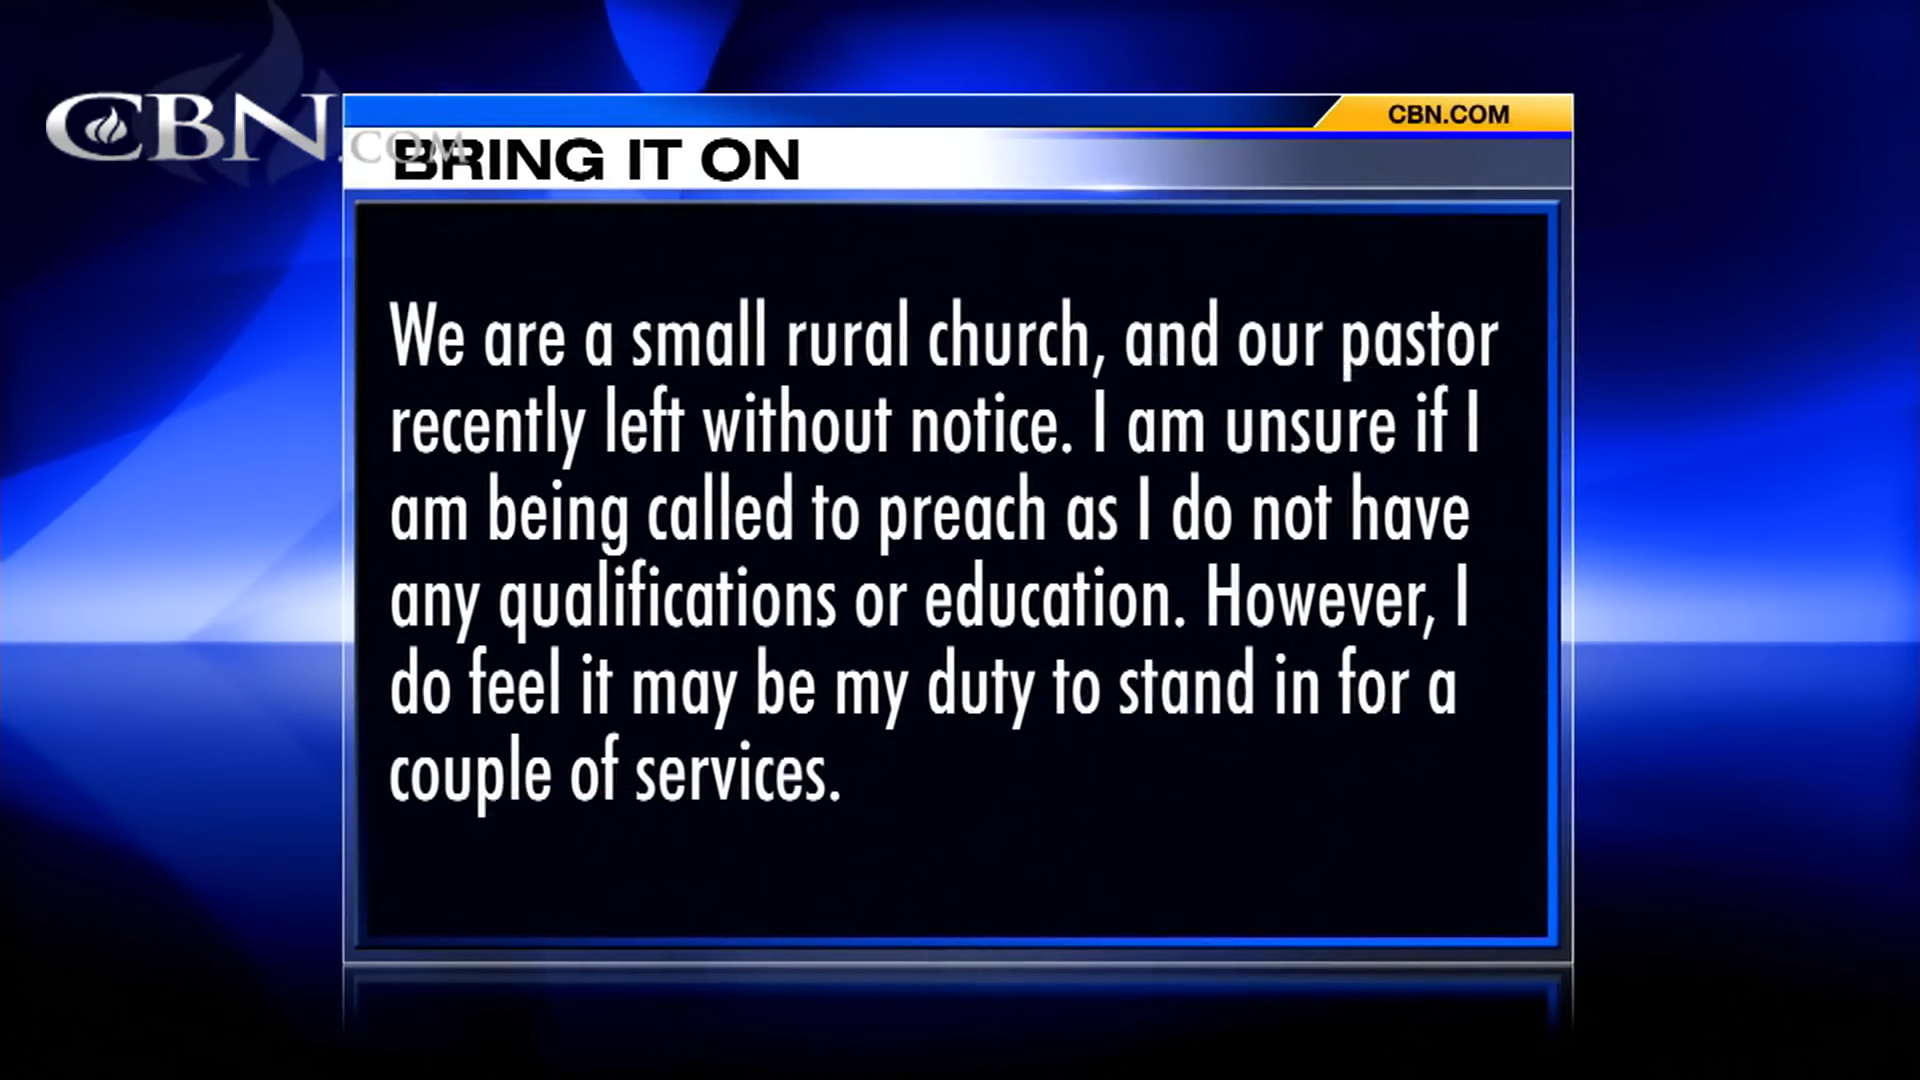 CBN.COM
CBN.COM
BRING IT ON
We are a small rural church, and our pastor
recently left without notice. I am unsure if I
am being called to preach as I do not have
any qualifications or education. However, I
do feel it may be my duty to stand in for a
couple of services.